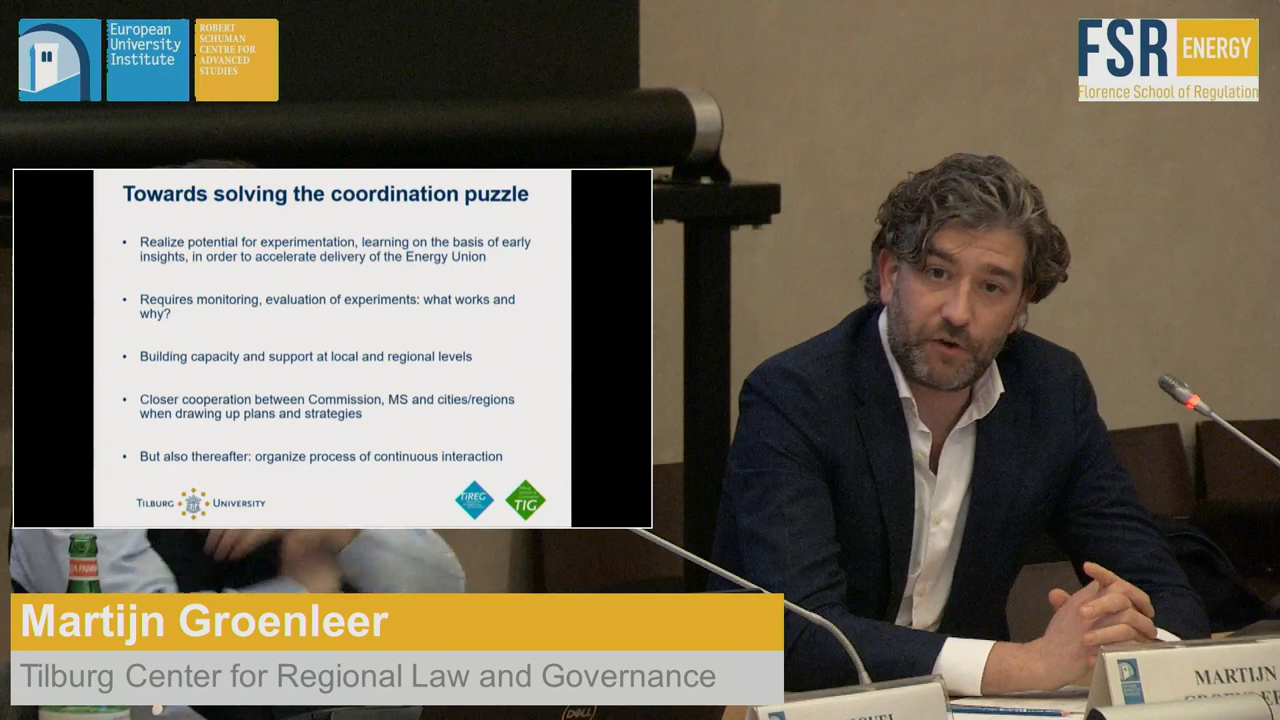 European
University
Institute
ROBERT
SCHUMAN
CENTRE FOR
ADVANCED
STUDIES
FSR ENERGY
Florence School of Regulation
Towards solving the coordination puzzle
• Realize potential for experimentation, learning on the basis of early
insights, in order to accelerate delivery of the Energy Union
• Requires monitoring, evaluation of experiments: what works and
why?
• Building capacity and support at local and regional levels
• Closer cooperation between Commission, MS and cities/regions
when drawing up plans and strategies
• But also thereafter: organize process of continuous interaction
TILBURG UNIVERSITY
TiREG
TIG
Martijn Groenleer
Tilburg Center for Regional Law and Governance
MARTIJN
DELL